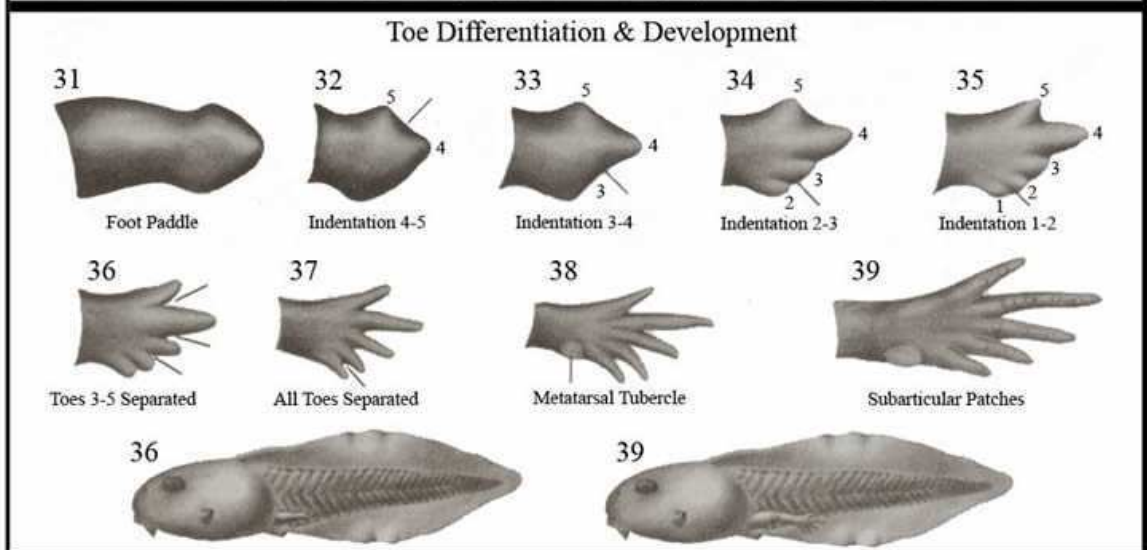 Toe Differentiation & Development
31 32 33 34 35
5 5 5 5
4 4 4 4
3 3 3
2 2
1
Foot Paddle Indentation 4-5 Indentation 3-4 Indentation 2-3 Indentation 1-2
36 37 38 39
Toes 3-5 Separated All Toes Separated Metatarsal Tubercle Subarticular Patches
36 39